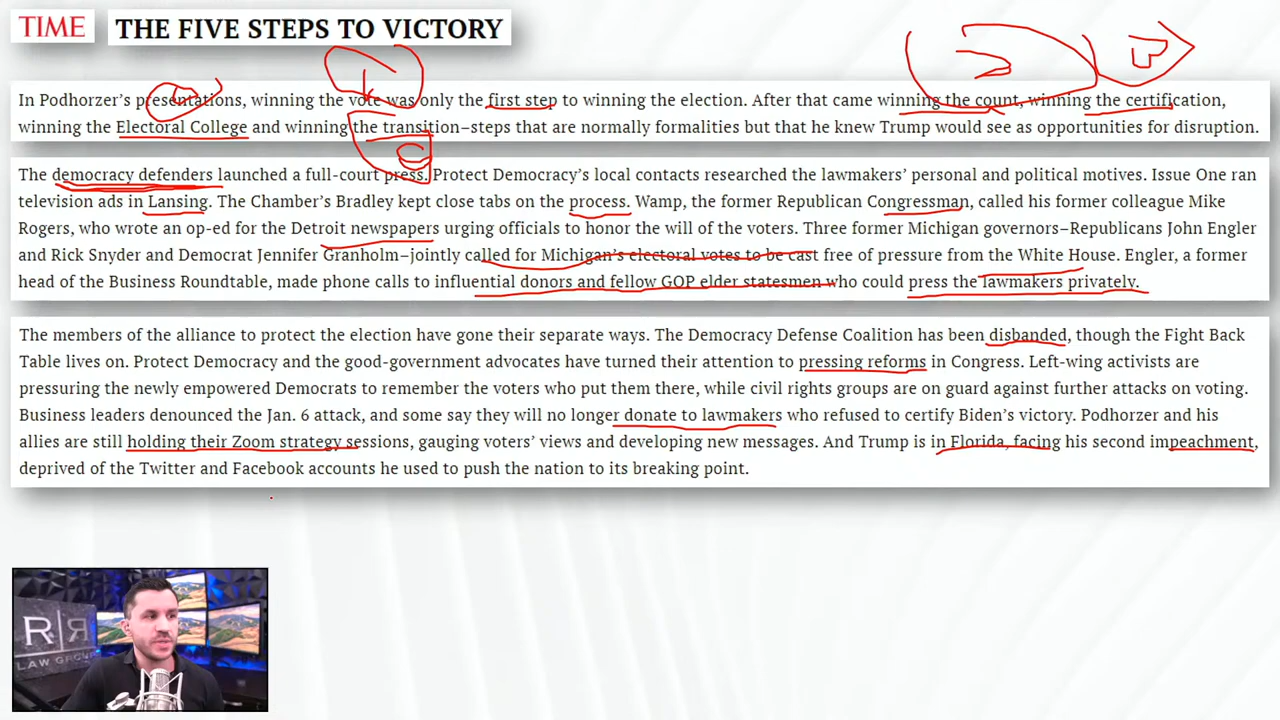 TIME THE FIVE STEPS TO VICTORY
In Podhorzer's presentations, winning the vote was only the first step to winning the election. After that came winning the count, winning the certification,
winning the Electoral College and winning the transition–steps that are normally formalities but that he knew Trump would see as opportunities for disruption.
The democracy defenders launched a full-court press. Protect Democracy's local contacts researched the lawmakers' personal and political motives. Issue One ran
television ads in Lansing. The Chamber's Bradley kept close tabs on the process. Wamp, the former Republican Congressman, called his former colleague Mike
Rogers, who wrote an op-ed for the Detroit newspapers urging officials to honor the will of the voters. Three former Michigan governors–Republicans John Engler
and Rick Snyder and Democrat Jennifer Granholm–jointly called for Michigan's electoral votes to be cast free of pressure from the White House. Engler, a former
head of the Business Roundtable, made phone calls to influential donors and fellow GOP elder statesmen who could press the lawmakers privately.
The members of the alliance to protect the election have gone their separate ways. The Democracy Defense Coalition has been disbanded, though the Fight Back
Table lives on. Protect Democracy and the good-government advocates have turned their attention to pressing reforms in Congress. Left-wing activists are
pressuring the newly empowered Democrats to remember the voters who put them there, while civil rights groups are on guard against further attacks on voting.
Business leaders denounced the Jan. 6 attack, and some say they will no longer donate to lawmakers who refused to certify Biden's victory. Podhorzer and his
allies are still holding their Zoom strategy sessions, gauging voters' views and developing new messages. And Trump is in Florida, facing his second impeachment,
deprived of the Twitter and Facebook accounts he used to push the nation to its breaking point.
R|R
LAW GROUP